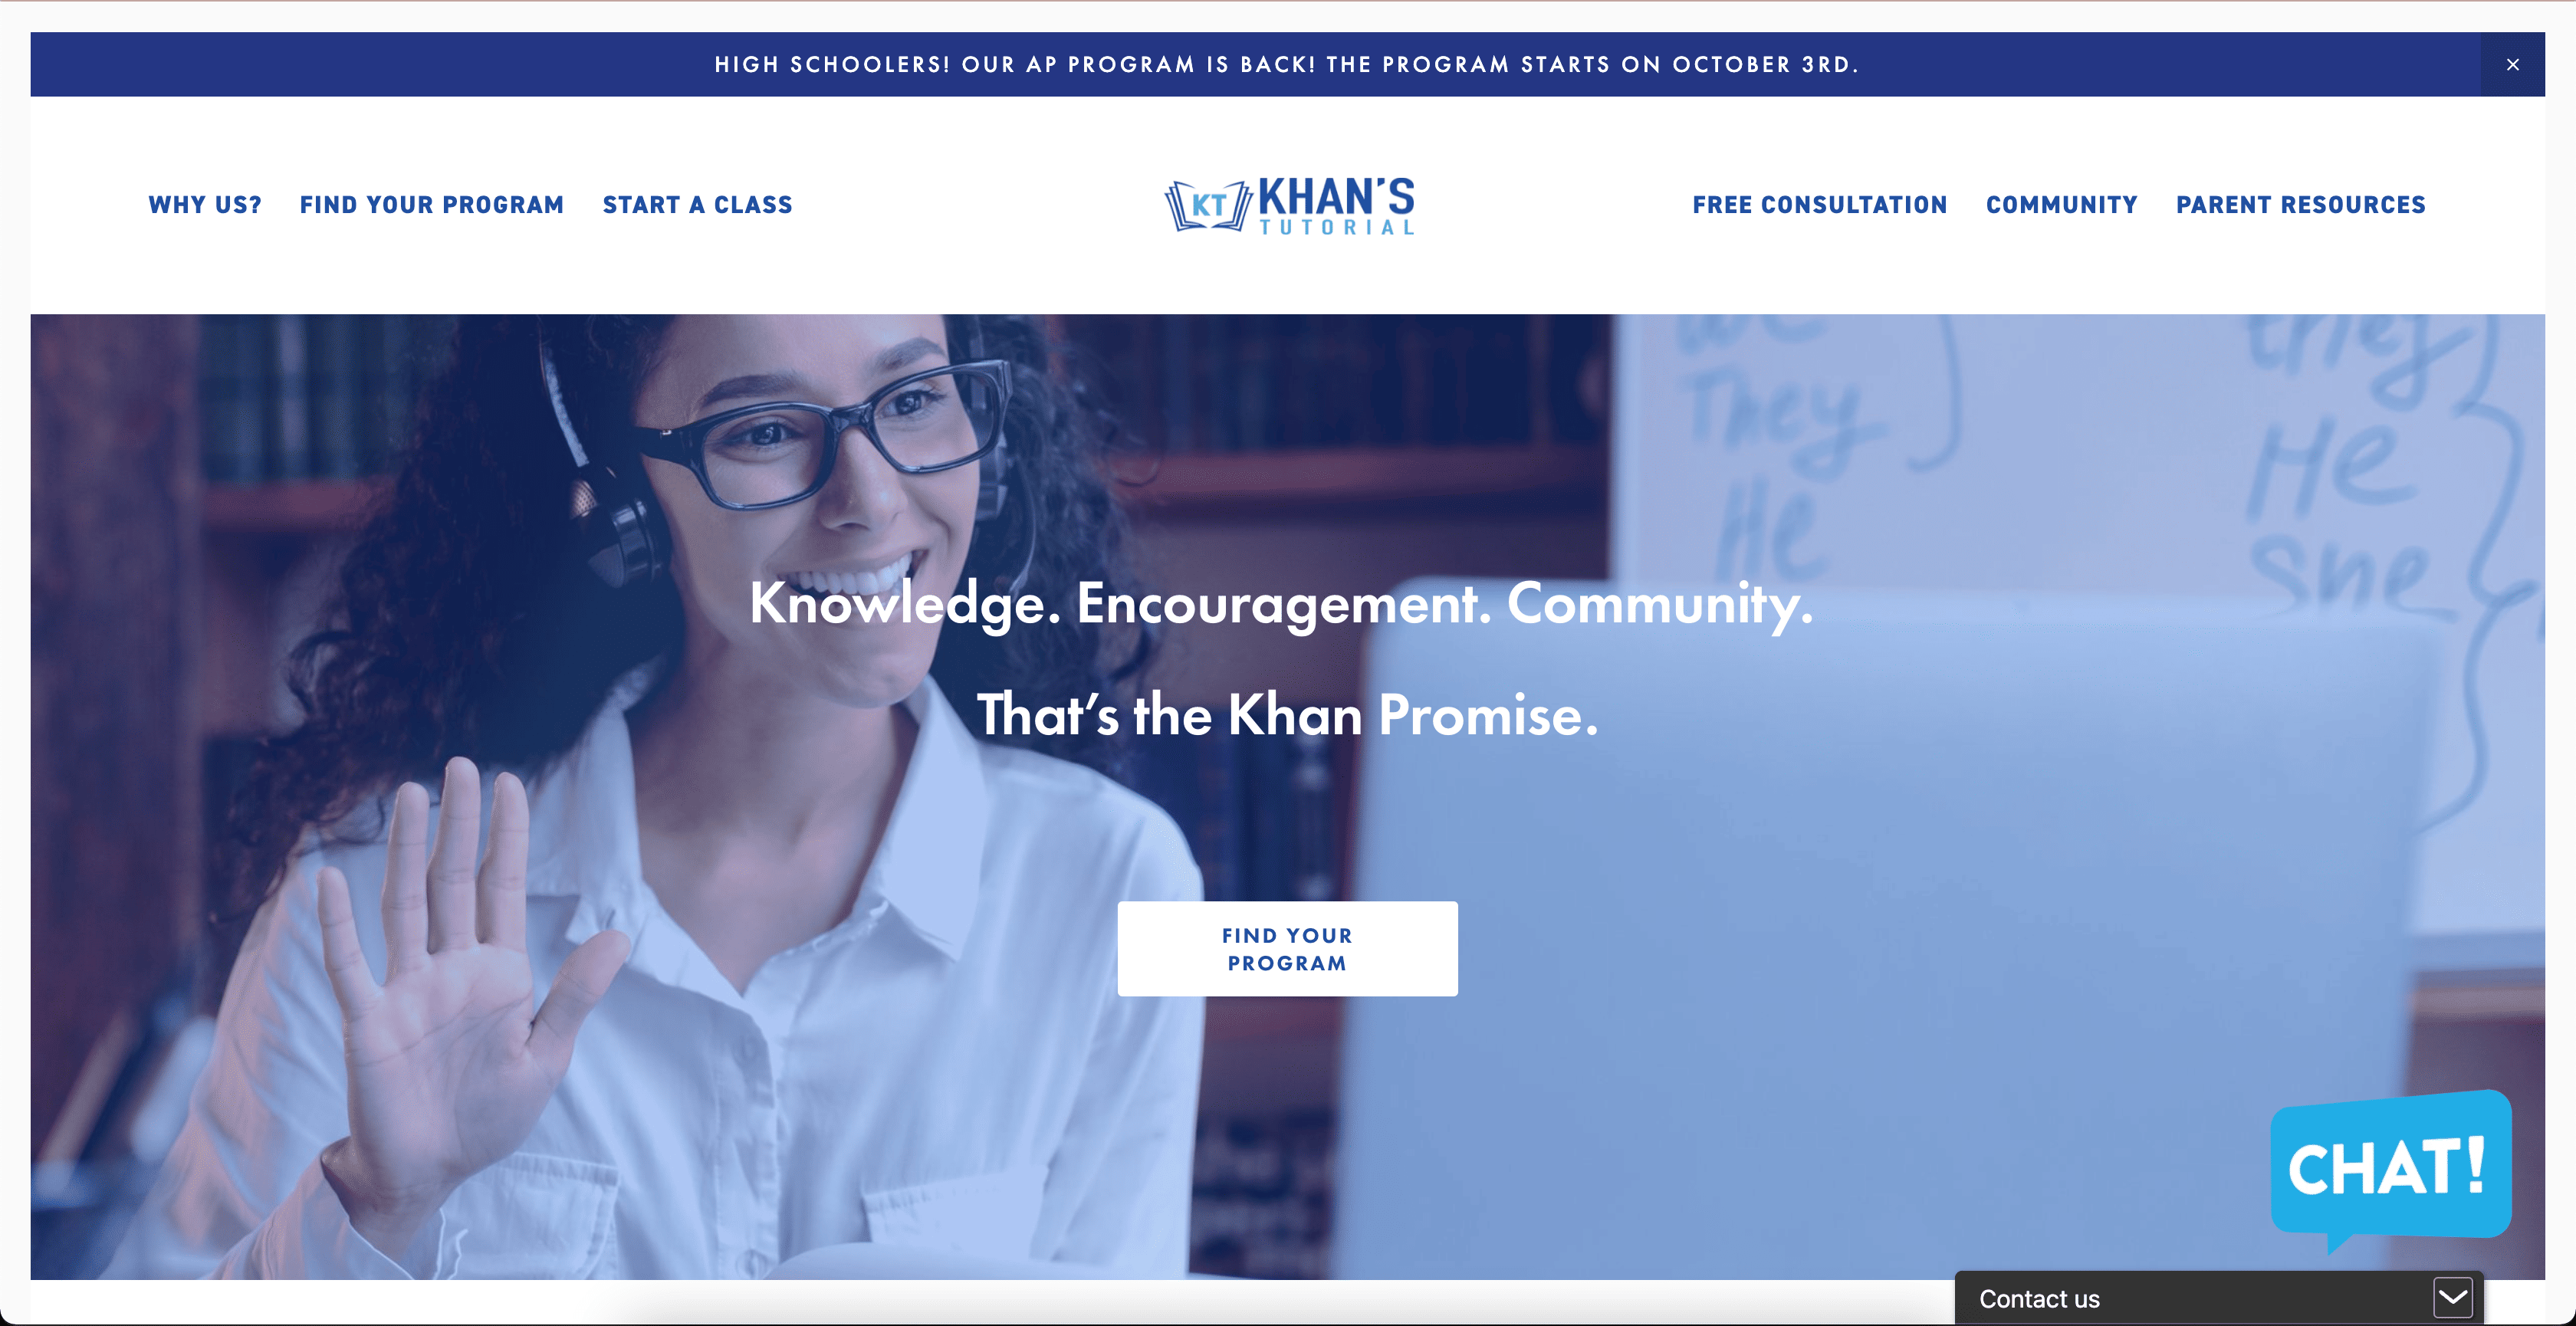 HIGH SCHOOLERS! OUR AP PROGRAM IS BACK! THE PROGRAM STARTS ON OCTOBER 3RD.
WHY US? FIND YOUR PROGRAM START A CLASS
KT KHAN'S
TUTORIAL
FREE CONSULTATION COMMUNITY PARENT RESOURCES
we
They
He
they
He
She
Knowledge. Encouragement. Community.
That's the Khan Promise.
FIND YOUR
PROGRAM
CHAT!
Contact us